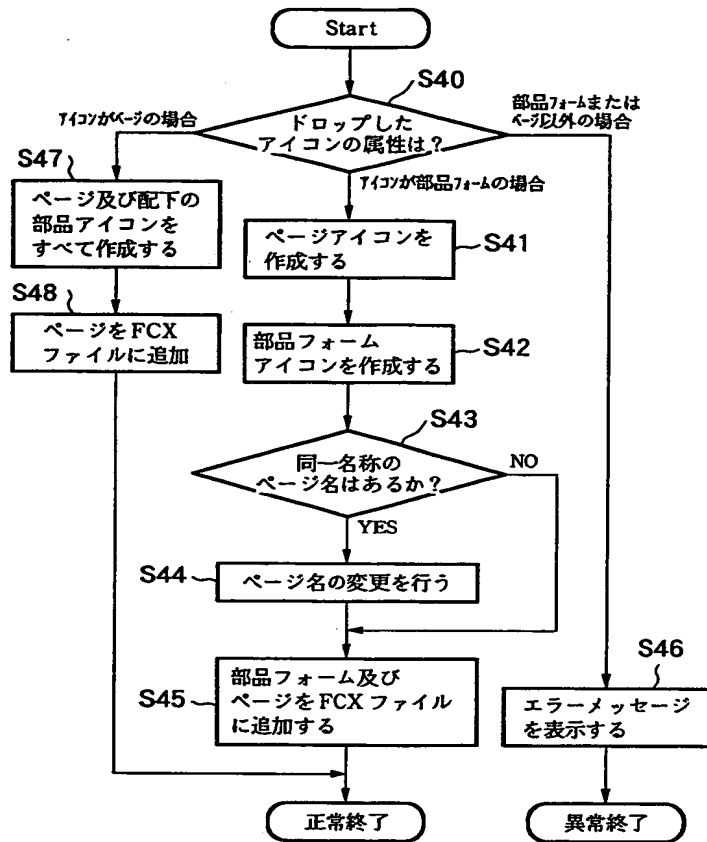 Start
S40
ドロップした
アイコンの属性は？
アイコンがページの場合
部品フォームまたは
ページ以外の場合
アイコンが部品フォームの場合
S47
ページ及び配下の
部品アイコンを
すべて作成する
S41
ページアイコンを
作成する
S48
ページをFCX
ファイルに追加
S42
部品フォーム
アイコンを作成する
S43
同一名称の
ページ名はあるか？
NO
YES
S44
ページ名の変更を行う
S45
部品フォーム及び
ページをFCXファイル
に追加する
S46
エラーメッセージ
を表示する
正常終了
異常終了